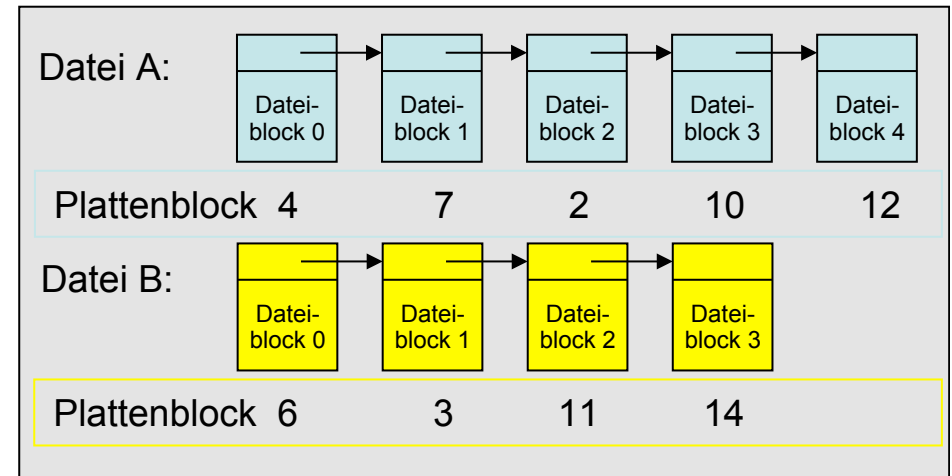 Datei A:
Datei-
block 0
Datei-
block 1
Datei-
block 2
Datei-
block 3
Datei-
block 4
Plattenblock 4 7 2 10 12
Datei B:
Datei-
block 0
Datei-
block 1
Datei-
block 2
Datei-
block 3
Plattenblock 6 3 11 14